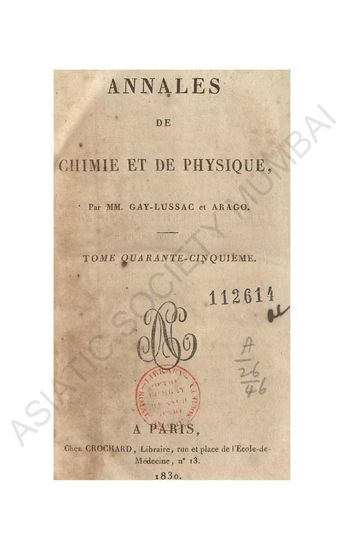 ANNALES
DE
CHIMIE ET DE PHYSIQUE,
Par MM. GAY-LUSSAC et ARAGO.
TOME QUARANTE-CINQUIÈME.
112614
A
26
46
A PARIS,
Chez CROCHARD, Libraire, rue et place de l'École-de-
Médecine, n° 13.
1830.
ASIATIC SOCIETY MUMBAI